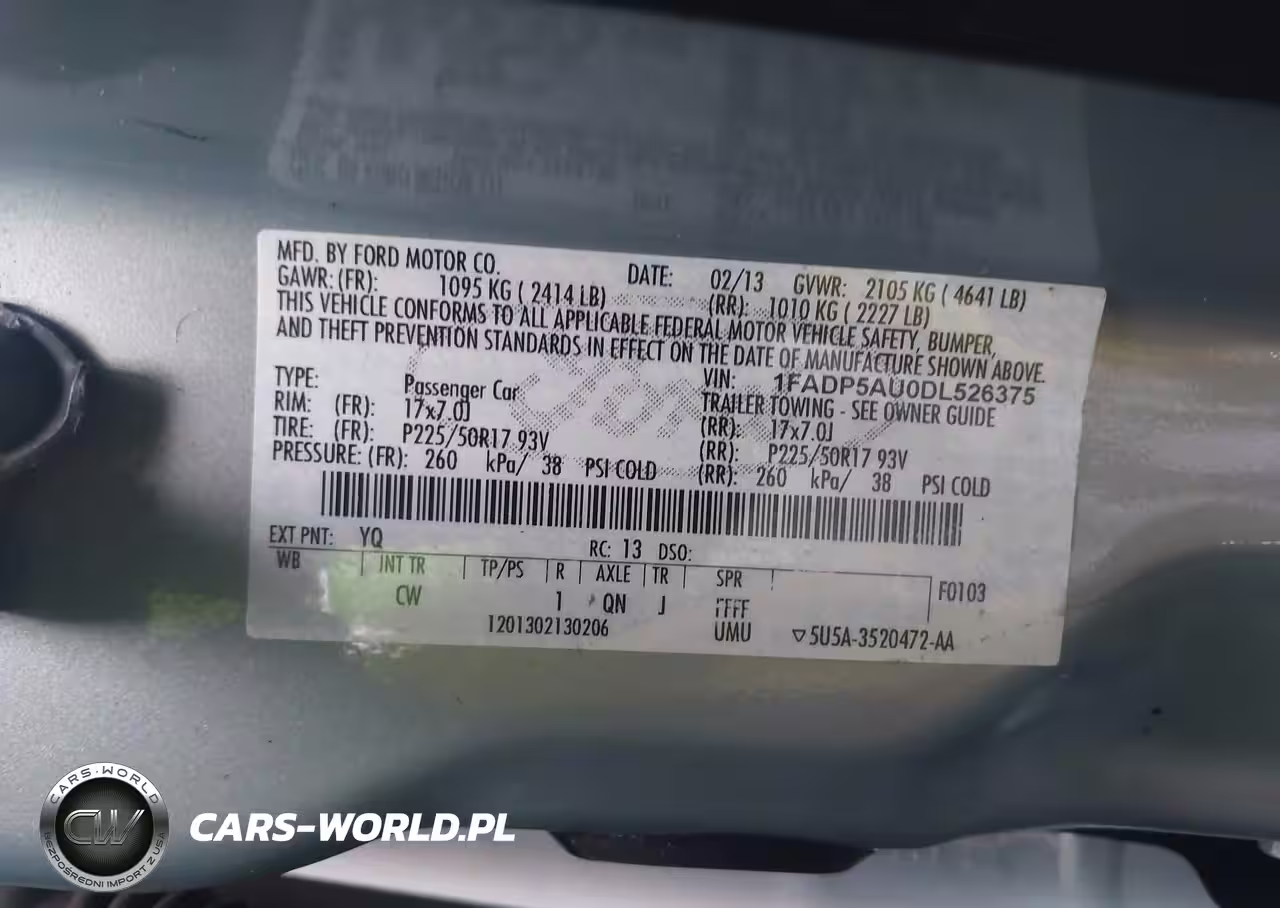 MFD. BY FORD MOTOR CO. DATE: 02/13 GVWR: 2105 KG ( 4641 LB)
GAWR: (FR): 1095 KG ( 2414 LB) (RR): 1010 KG ( 2227 LB)
THIS VEHICLE CONFORMS TO ALL APPLICABLE FEDERAL MOTOR VEHICLE SAFETY, BUMPER,
AND THEFT PREVENTION STANDARDS IN EFFECT ON THE DATE OF MANUFACTURE SHOWN ABOVE.
VIN: 1FADP5AU0DL526375
TYPE: Passenger Car TRAILER TOWING - SEE OWNER GUIDE
RIM: (FR): 17x7.0J (RR): 17x7.0J
TIRE: (FR): P225/50R17 93V (RR): P225/50R17 93V
PRESSURE: (FR): 260 kPa/ 38 PSI COLD (RR): 260 kPa/ 38 PSI COLD
EXT PNT: YQ RC: 13 DSO:
WB INT TR TP/PS R AXLE TR SPR F0103
CW 1 QN J FFFF
1201302130206 UMU ▽5U5A-3520472-AA
CARS-WORLD
CW
BEZPOŚREDNI IMPORT Z USA
CARS-WORLD.PL